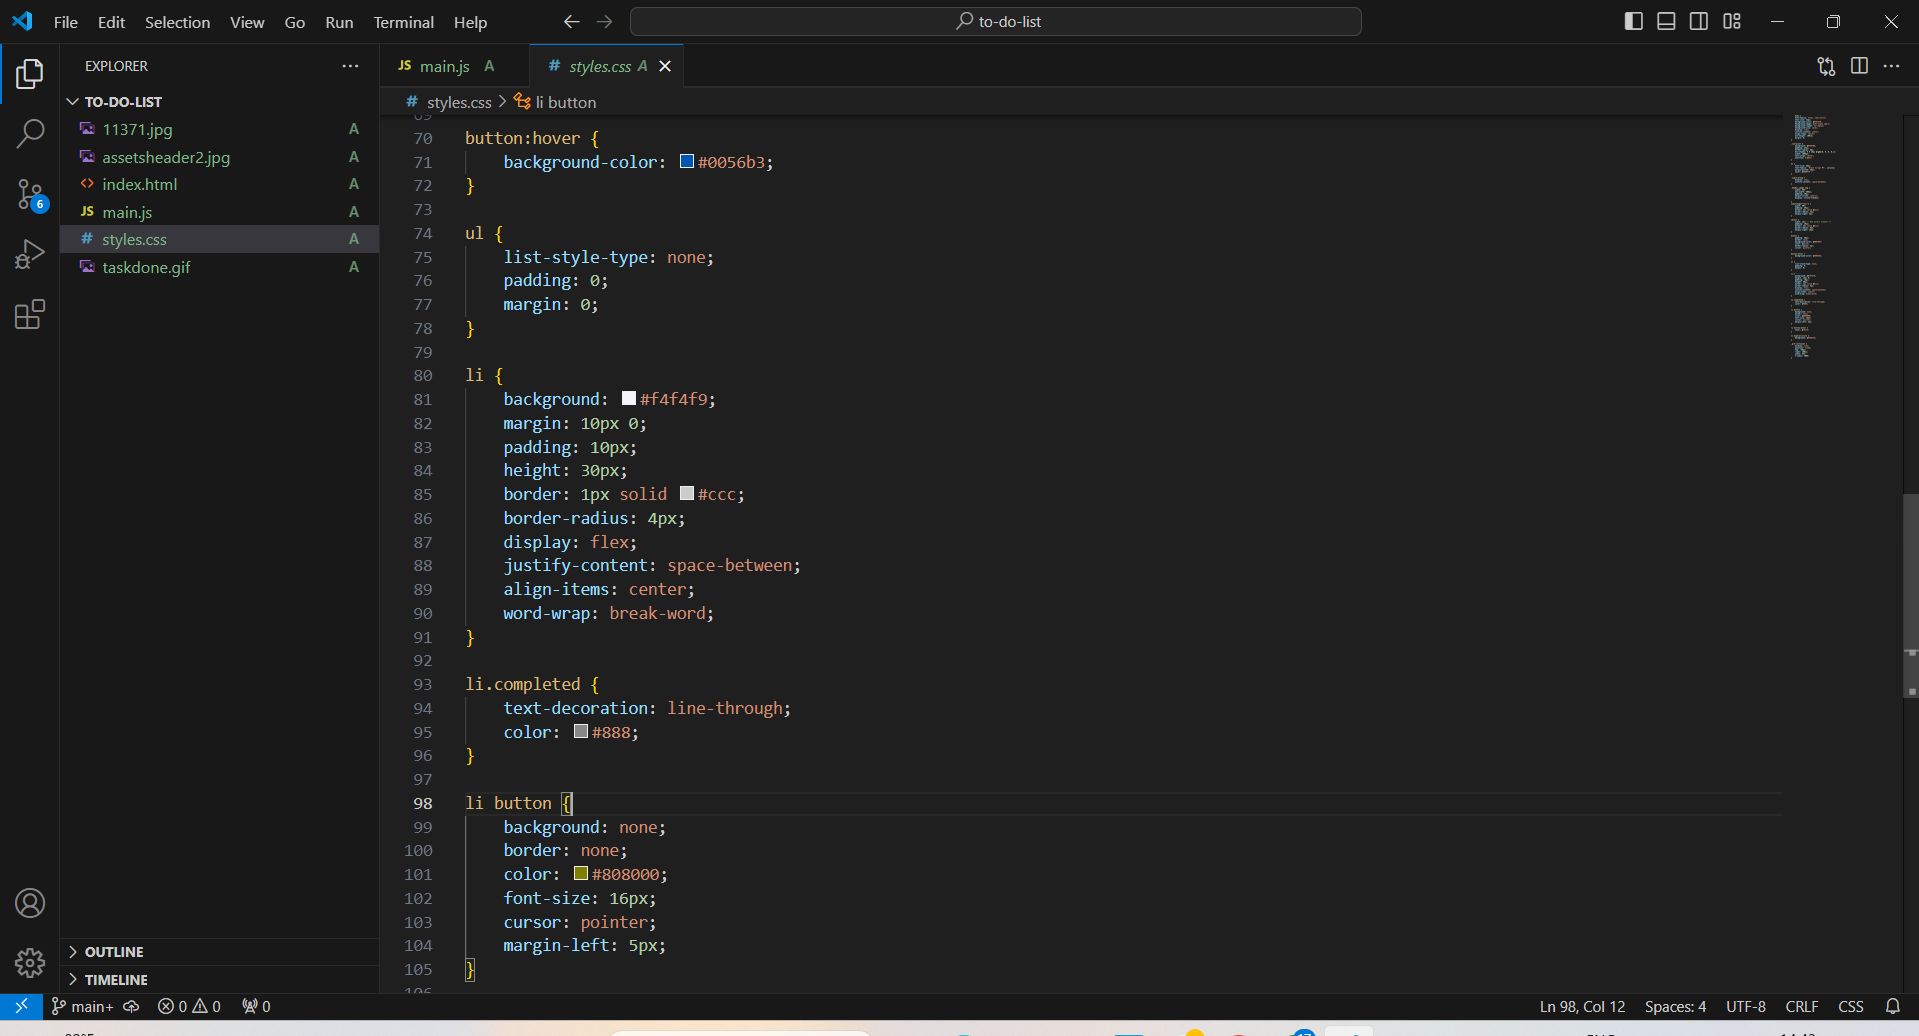 File Edit Selection View Go Run Terminal Help
to-do-list
EXPLORER
TO-DO-LIST
11371.jpg A
assetsheader2.jpg A
index.html A
JS main.js A
# styles.css A
taskdone.gif A
OUTLINE
TIMELINE
6
JS main.js A
# styles.css A
# styles.css > li button
70 button:hover {
71 background-color: #0056b3;
72 }
73
74 ul {
75 list-style-type: none;
76 padding: 0;
77 margin: 0;
78 }
79
80 li {
81 background: #f4f4f9;
82 margin: 10px 0;
83 padding: 10px;
84 height: 30px;
85 border: 1px solid #ccc;
86 border-radius: 4px;
87 display: flex;
88 justify-content: space-between;
89 align-items: center;
90 word-wrap: break-word;
91 }
92
93 li.completed {
94 text-decoration: line-through;
95 color: #888;
96 }
97
98 li button {
99 background: none;
100 border: none;
101 color: #808000;
102 font-size: 16px;
103 cursor: pointer;
104 margin-left: 5px;
105 }
main+ 0 0 0
Ln 98, Col 12 Spaces: 4 UTF-8 CRLF CSS